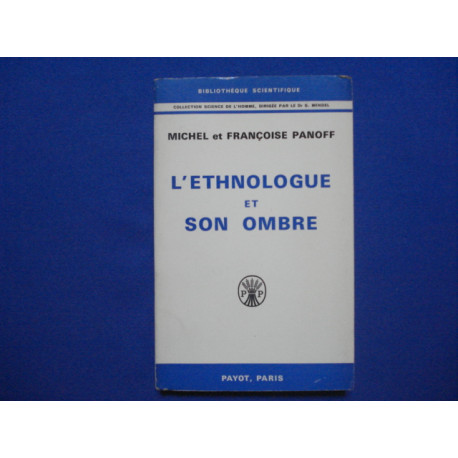 BIBLIOTHÈQUE SCIENTIFIQUE
COLLECTION SCIENCE DE L'HOMME, DIRIGÉE PAR LE Dr G. MENDEL
MICHEL et FRANÇOISE PANOFF
L'ETHNOLOGUE
ET
SON OMBRE
P P
PAYOT, PARIS